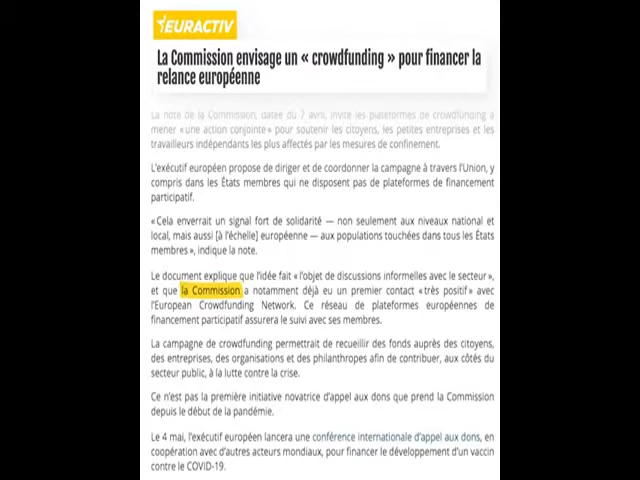 EURACTIV
La Commission envisage un « crowdfunding » pour financer la
relance européenne
La note de la Commission, datée du 7 avril, invite les plateformes de crowdfunding à
mener « une action conjointe » pour soutenir les citoyens, les petites entreprises et les
travailleurs indépendants les plus affectés par les mesures de confinement.
L'exécutif européen propose de diriger et de coordonner la campagne à travers l'Union, y
compris dans les États membres qui ne disposent pas de plateformes de financement
participatif.
« Cela enverrait un signal fort de solidarité — non seulement aux niveaux national et
local, mais aussi [à l'échelle] européenne — aux populations touchées dans tous les États
membres », indique la note.
Le document explique que l'idée fait « l'objet de discussions informelles avec le secteur »,
et que la Commission a notamment déjà eu un premier contact « très positif » avec
l'European Crowdfunding Network. Ce réseau de plateformes européennes de
financement participatif assurera le suivi avec ses membres.
La campagne de crowdfunding permettrait de recueillir des fonds auprès des citoyens,
des entreprises, des organisations et des philanthropes afin de contribuer, aux côtés du
secteur public, à la lutte contre la crise.
Ce n'est pas la première initiative novatrice d'appel aux dons que prend la Commission
depuis le début de la pandémie.
Le 4 mai, l'exécutif européen lancera une conférence internationale d'appel aux dons, en
coopération avec d'autres acteurs mondiaux, pour financer le développement d'un vaccin
contre le COVID-19.